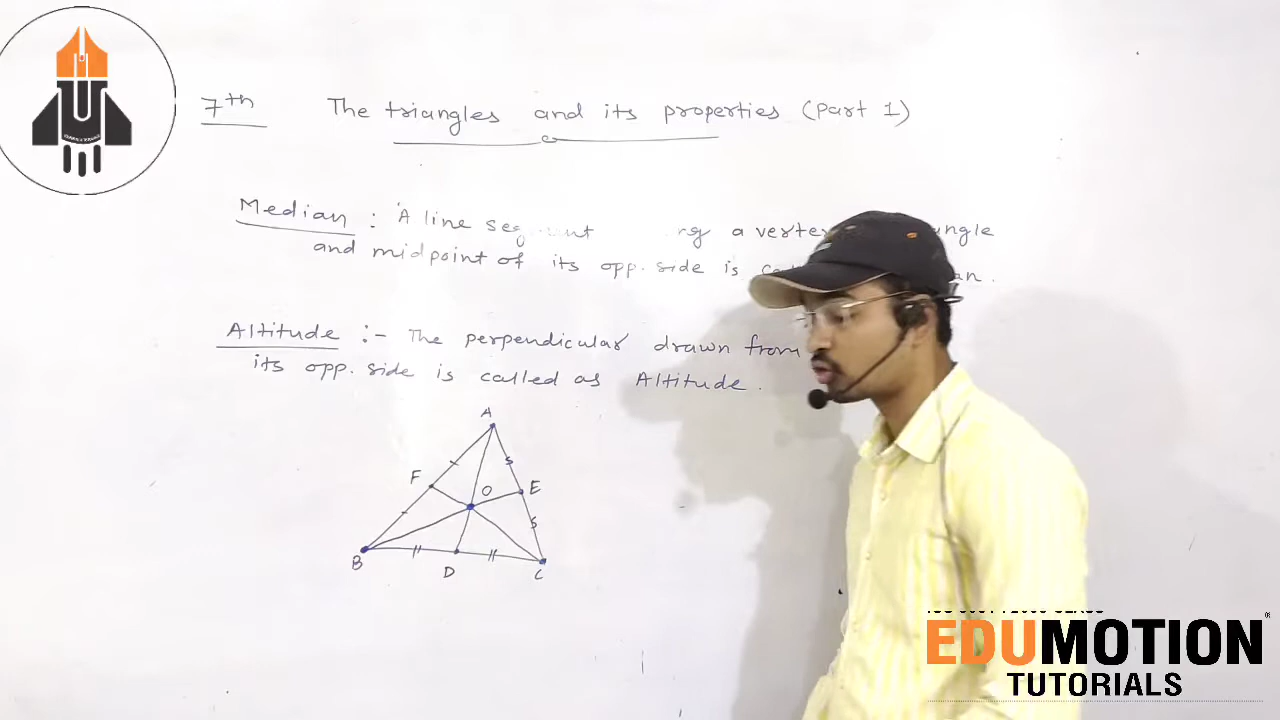 7th The triangles and its properties (Part 1)
Median : A line segment a vertex
and midpoint of its opp. side is
Altitude :- The perpendicular drawn from
its opp. side is called as Altitude.
A
F
O
E
B
D
C
EDUMOTION
TUTORIALS